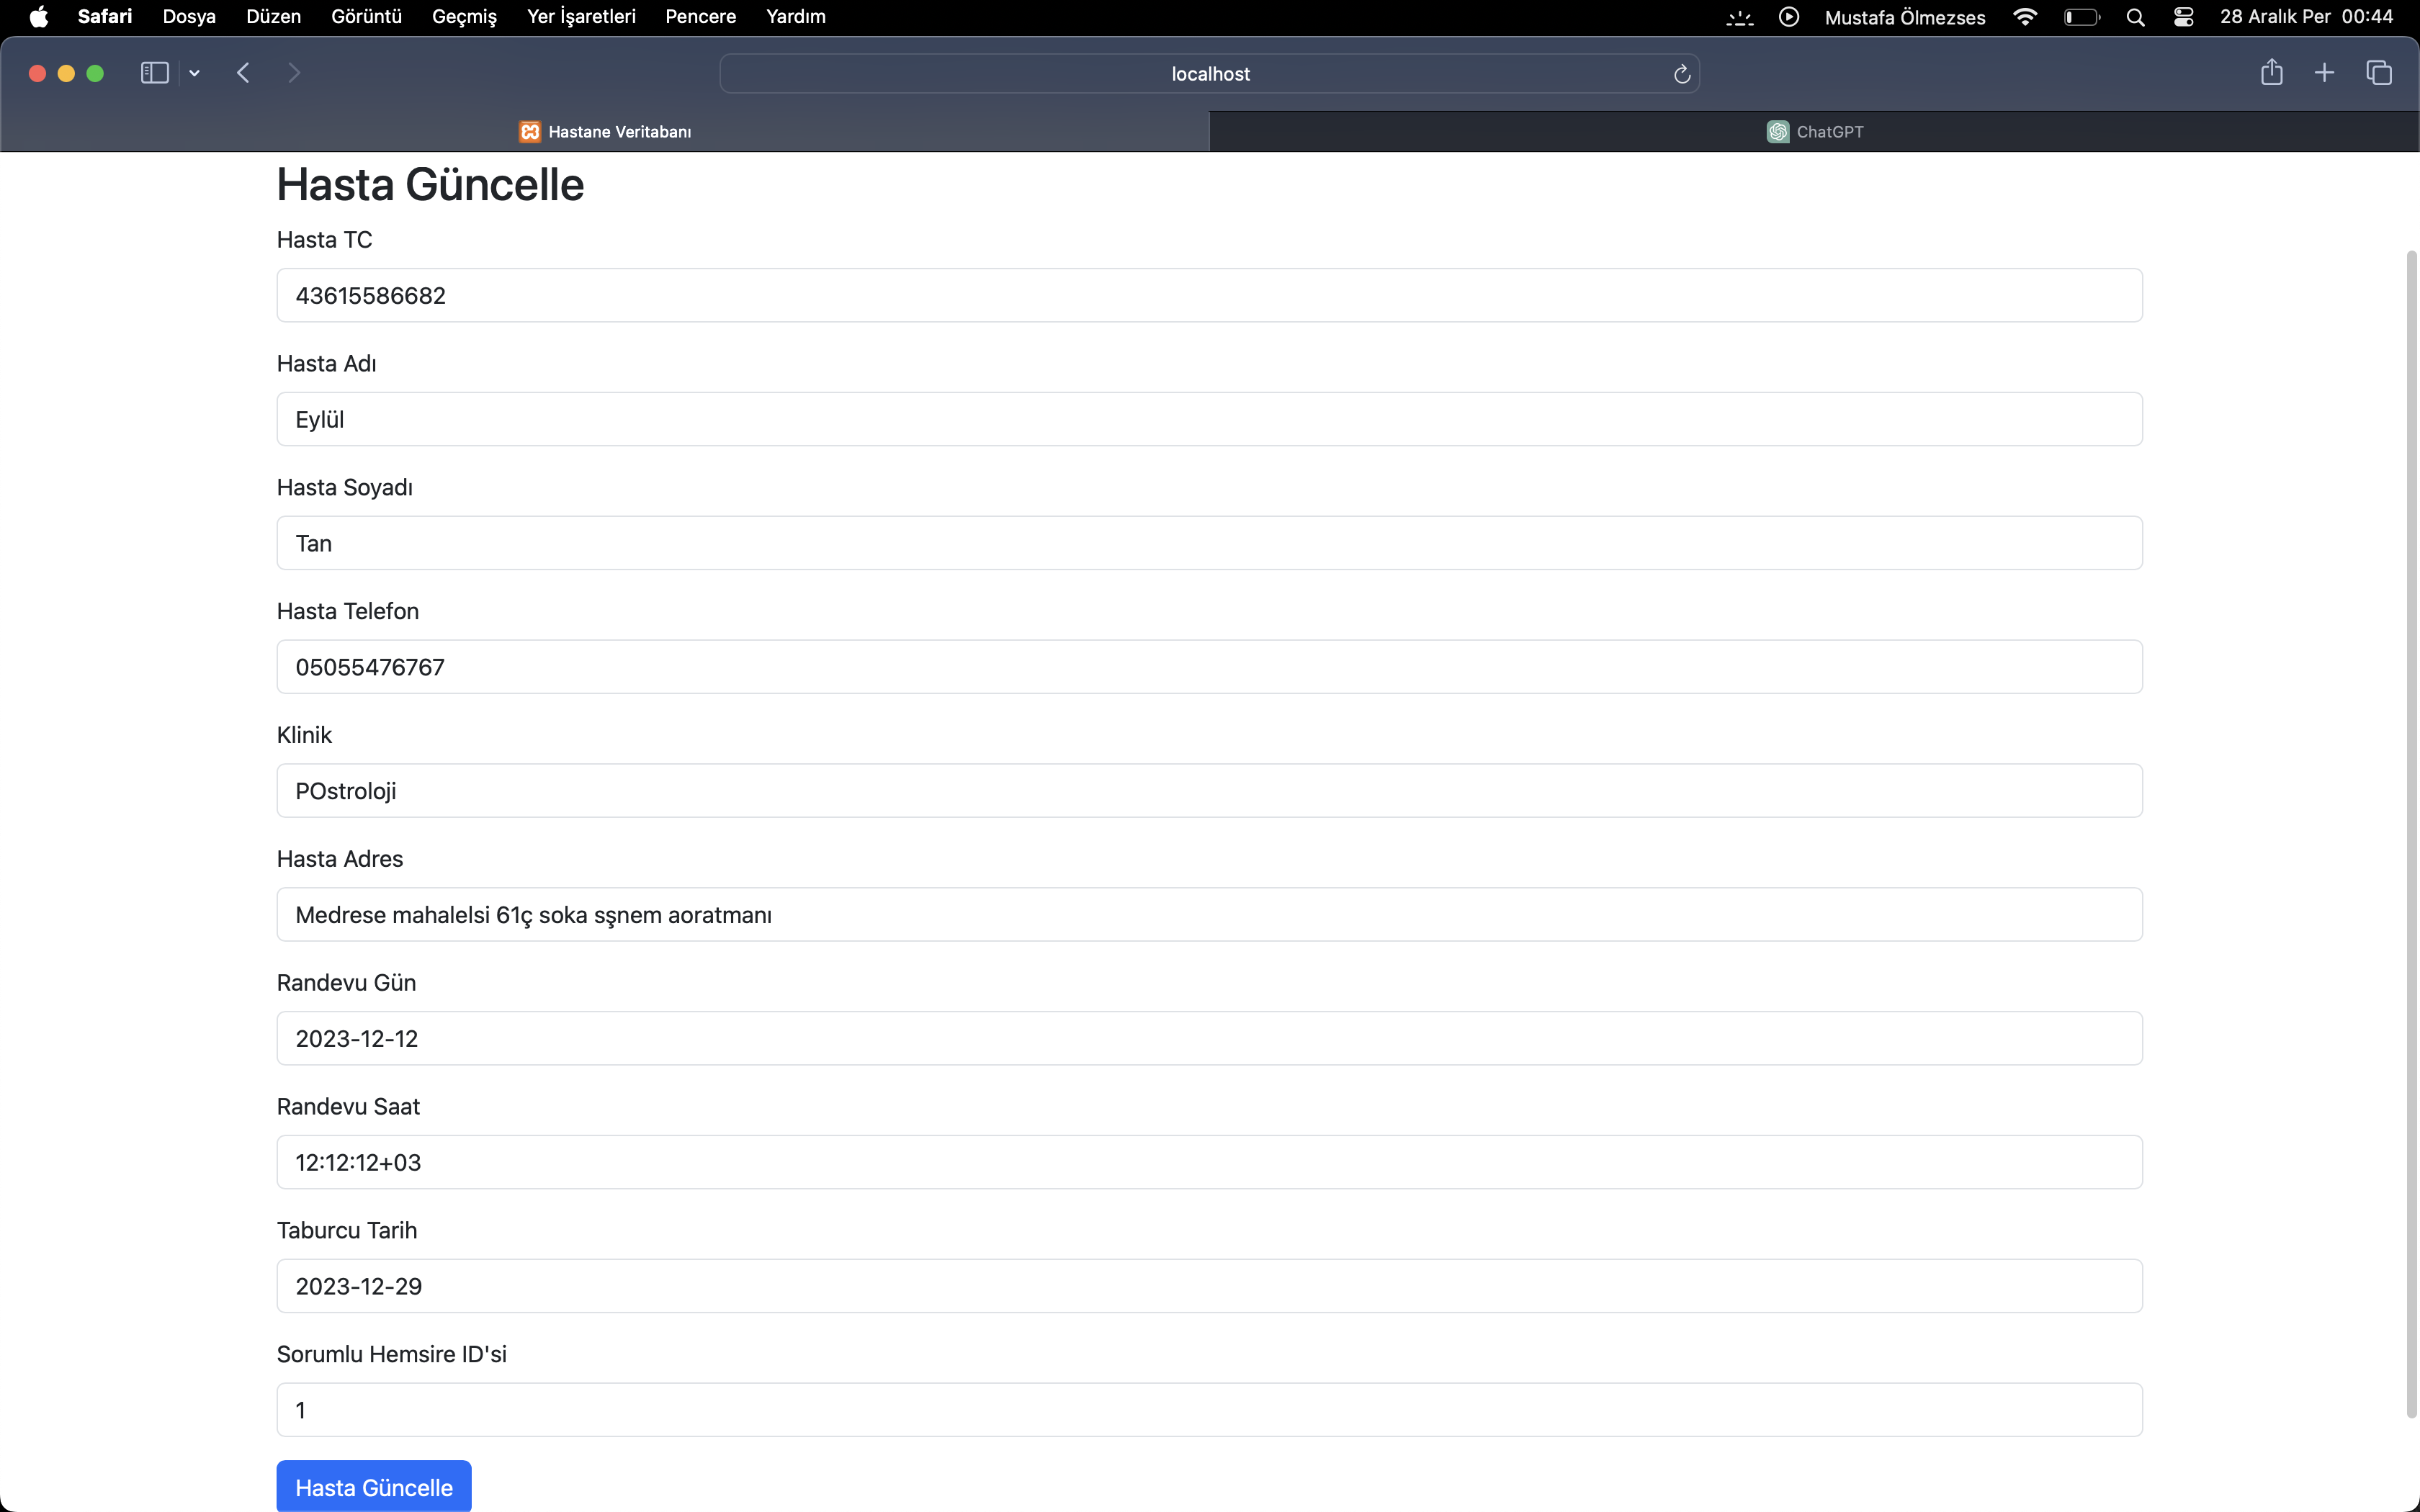 Safari Dosya Düzen Görüntü Geçmiş Yer İşaretleri Pencere Yardım Mustafa Ölmezses 28 Aralık Per 00:44
localhost
Hastane Veritabanı ChatGPT
Hasta Güncelle
Hasta TC
43615586682
Hasta Adı
Eylül
Hasta Soyadı
Tan
Hasta Telefon
05055476767
Klinik
POstroloji
Hasta Adres
Medrese mahalelsi 61ç soka sşnem aoratmanı
Randevu Gün
2023-12-12
Randevu Saat
12:12:12+03
Taburcu Tarih
2023-12-29
Sorumlu Hemsire ID'si
1
Hasta Güncelle